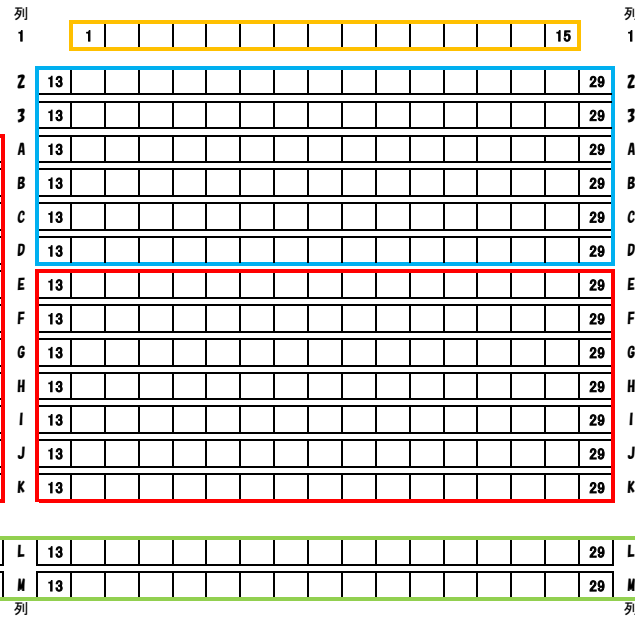 列 列
1 1 15 1
2 13 29 2
3 13 29 3
A 13 29 A
B 13 29 B
C 13 29 C
D 13 29 D
E 13 29 E
F 13 29 F
G 13 29 G
H 13 29 H
I 13 29 I
J 13 29 J
K 13 29 K
L 13 29 L
M 13 29 M
列 列